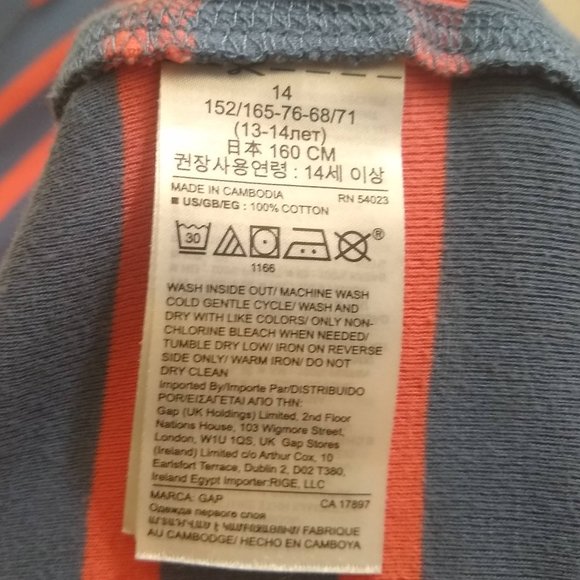 14
152/165-76-68/71
(13-14лет)
日本 160 CM
권장사용연령 : 14세 이상
MADE IN CAMBODIA RN 54023
■ US/GB/EG : 100% COTTON
30
1166
WASH INSIDE OUT/ MACHINE WASH
COLD GENTLE CYCLE/ WASH AND
DRY WITH LIKE COLORS/ ONLY NON-
CHLORINE BLEACH WHEN NEEDED/
TUMBLE DRY LOW/ IRON ON REVERSE
SIDE ONLY/ WARM IRON/ DO NOT
DRY CLEAN
Imported By/Importe Par/DISTRIBUIDO
POR/ΕΙΣΑΓΕΤΑΙ ΑΠΟ ΤΗΝ:
Gap (UK Holdings) Limited, 2nd Floor
Nations House, 103 Wigmore Street,
London, W1U 1QS, UK Gap Stores
(Ireland) Limited c/o Arthur Cox, 10
Earlsfort Terrace, Dublin 2, D02 T380,
Ireland Egypt Importer:RIGE, LLC
MARCA: GAP CA 17897
Одежда первого слоя
ԱՐՏԱԴՐՎԱԾ Է ԿԱՄԲՈՋԱՅՈՒՄ/ FABRIQUE
AU CAMBODGE/ HECHO EN CAMBOYA